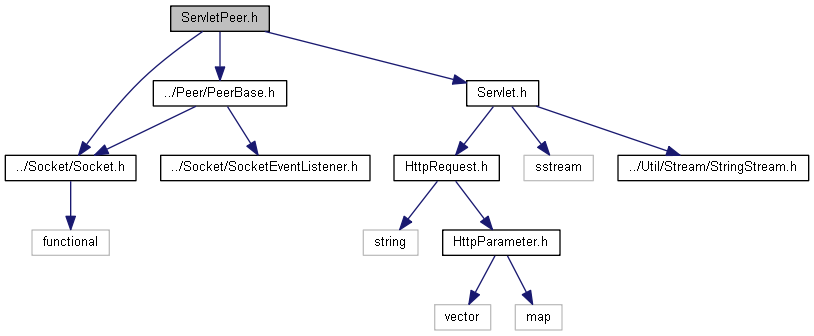 ServletPeer.h
../Peer/PeerBase.h
Servlet.h
../Socket/Socket.h
../Socket/SocketEventListener.h
HttpRequest.h
sstream
../Util/Stream/StringStream.h
functional
string
HttpParameter.h
vector
map